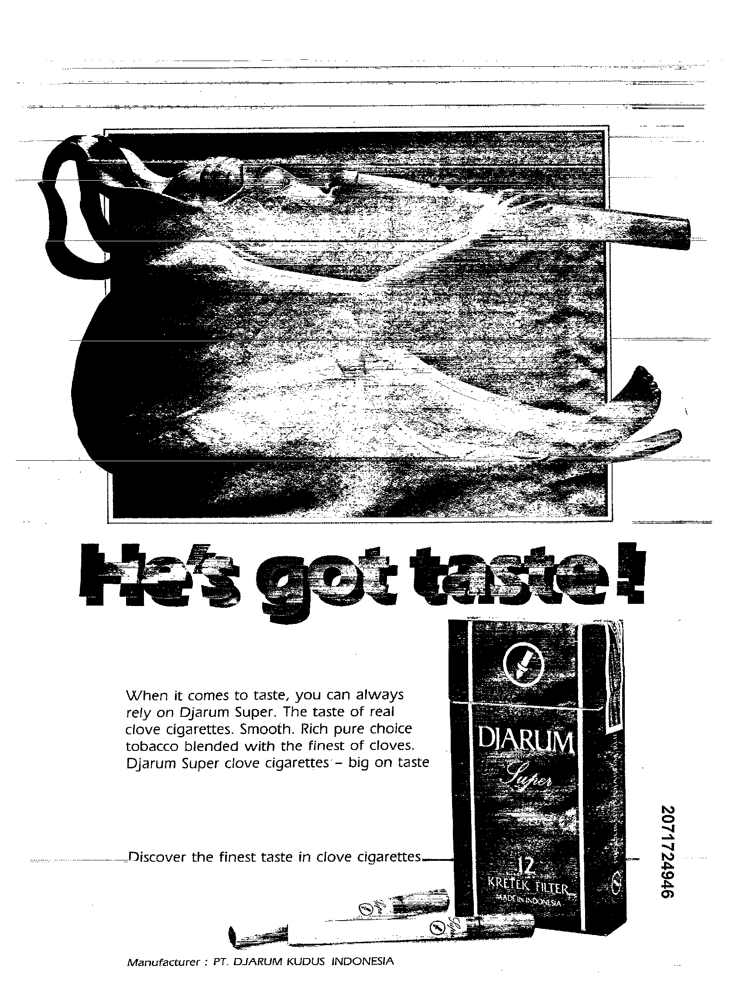 He's got taste!
When it comes to taste, you can always
rely on Djarum Super. The taste of real
clove cigarettes. Smooth. Rich pure choice
tobacco blended with the finest of cloves.
Djarum Super clove cigarettes – big on taste
Discover the finest taste in clove cigarettes
DJARUM
Super
12
KRETEK FILTER
MADE IN INDONESIA
2071724946
Manufacturer : PT. DJARUM KUDUS INDONESIA